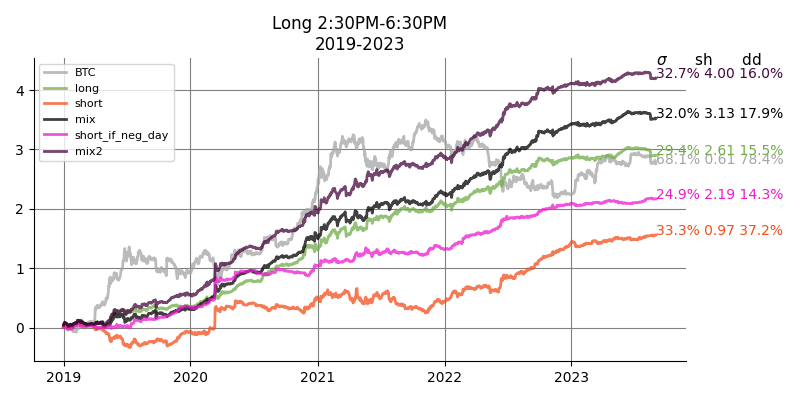 Long 2:30PM-6:30PM
2019-2023
σ sh dd
BTC
long
short
mix
short_if_neg_day
mix2
32.7% 4.00 16.0%
32.0% 3.13 17.9%
29.4% 2.61 15.5%
68.1% 0.61 78.4%
24.9% 2.19 14.3%
33.3% 0.97 37.2%
4
3
2
1
0
2019 2020 2021 2022 2023